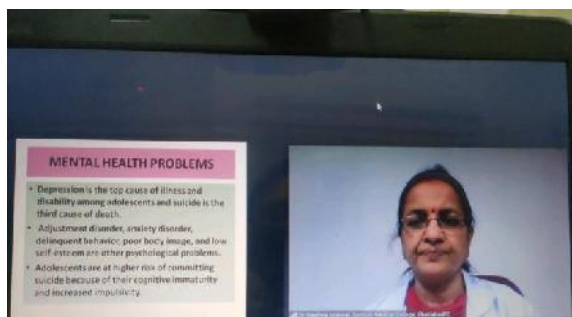 MENTAL HEALTH PROBLEMS
• Depression is the top cause of illness and
disability among adolescents and suicide is the
third cause of death.
• Adjustment disorder, anxiety disorder,
delinquent behavior, poor body image, and low
self-esteem are other psychological problems.
• Adolescents are at higher risk of committing
suicide because of their cognitive immaturity
and increased impulsivity.
Medical College